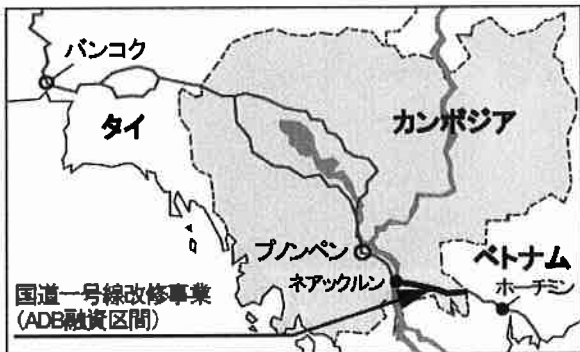 バンコク
タイ
カンボジア
プノンペン
ネアックルン
ベトナム
ホーチミン
国道一号線改修事業
(ADB融資区間)